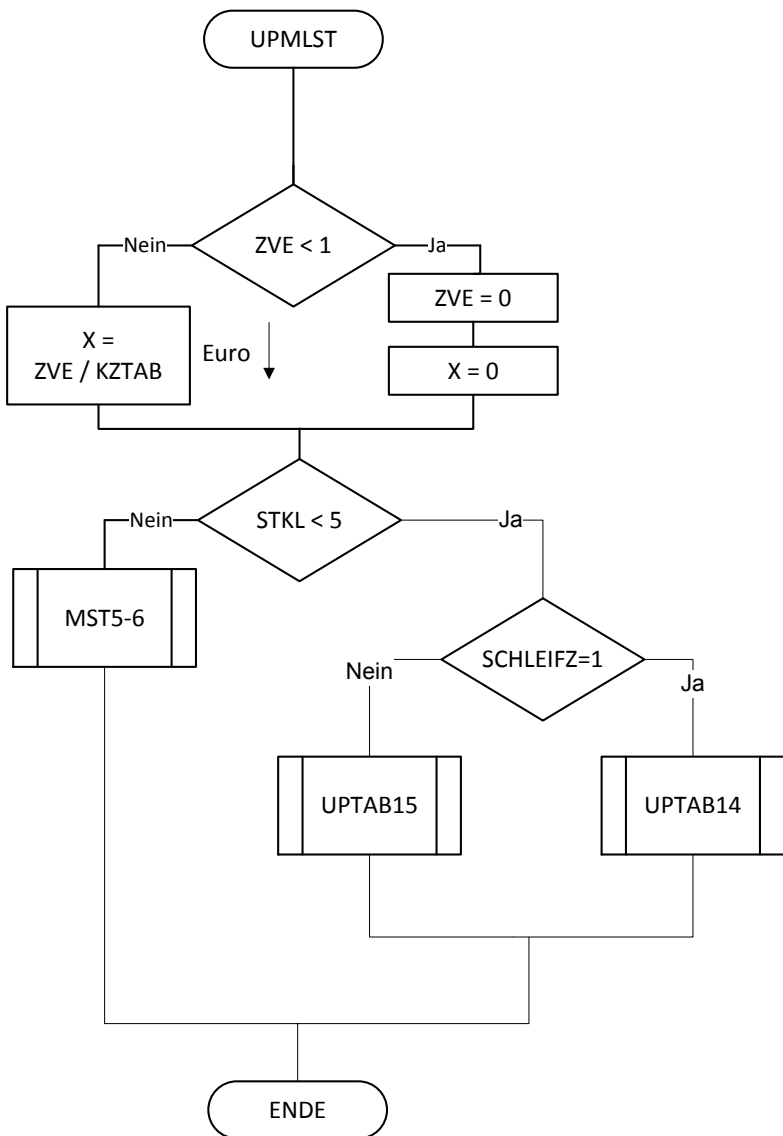 UPMLST
Nein
ZVE < 1
Ja
ZVE = 0
X =
ZVE / KZTAB
Euro
X = 0
Nein
STKL < 5
Ja
MST5-6
Nein
SCHLEIFZ=1
Ja
UPTAB15
UPTAB14
ENDE